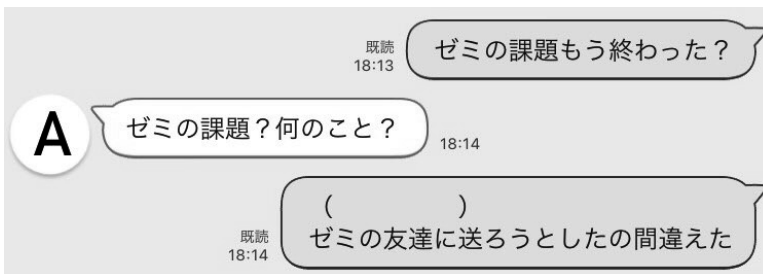 ゼミの課題もう終わった？
既読
18:13
A
ゼミの課題？何のこと？
18:14
（　　　　　）
ゼミの友達に送ろうとしたの間違えた
既読
18:14